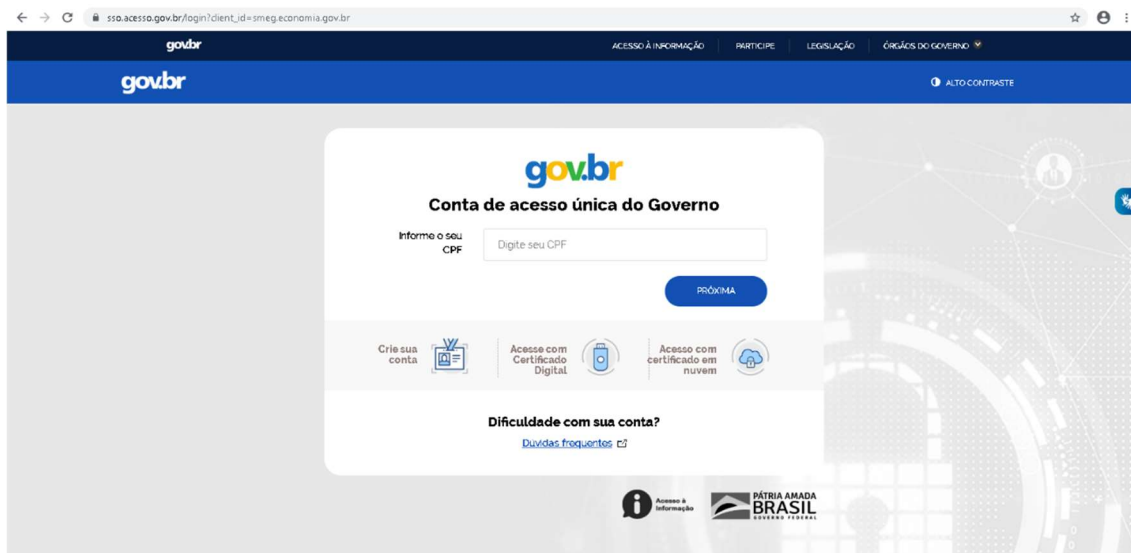 sso.acesso.gov.br/login?client_id=smeg.economia.gov.br
gov.br
ACESSO À INFORMAÇÃO
PARTICIPE
LEGISLAÇÃO
ÓRGÃOS DO GOVERNO
gov.br
ALTO CONTRASTE
gov.br
Conta de acesso única do Governo
Informe o seu
CPF
Digite seu CPF
PRÓXIMA
Crie sua
conta
Acesse com
Certificado
Digital
Acesso com
certificado em
nuvem
Dificuldade com sua conta?
Dúvidas frequentes
Acesso à
Informação
PÁTRIA AMADA
BRASIL
GOVERNO FEDERAL